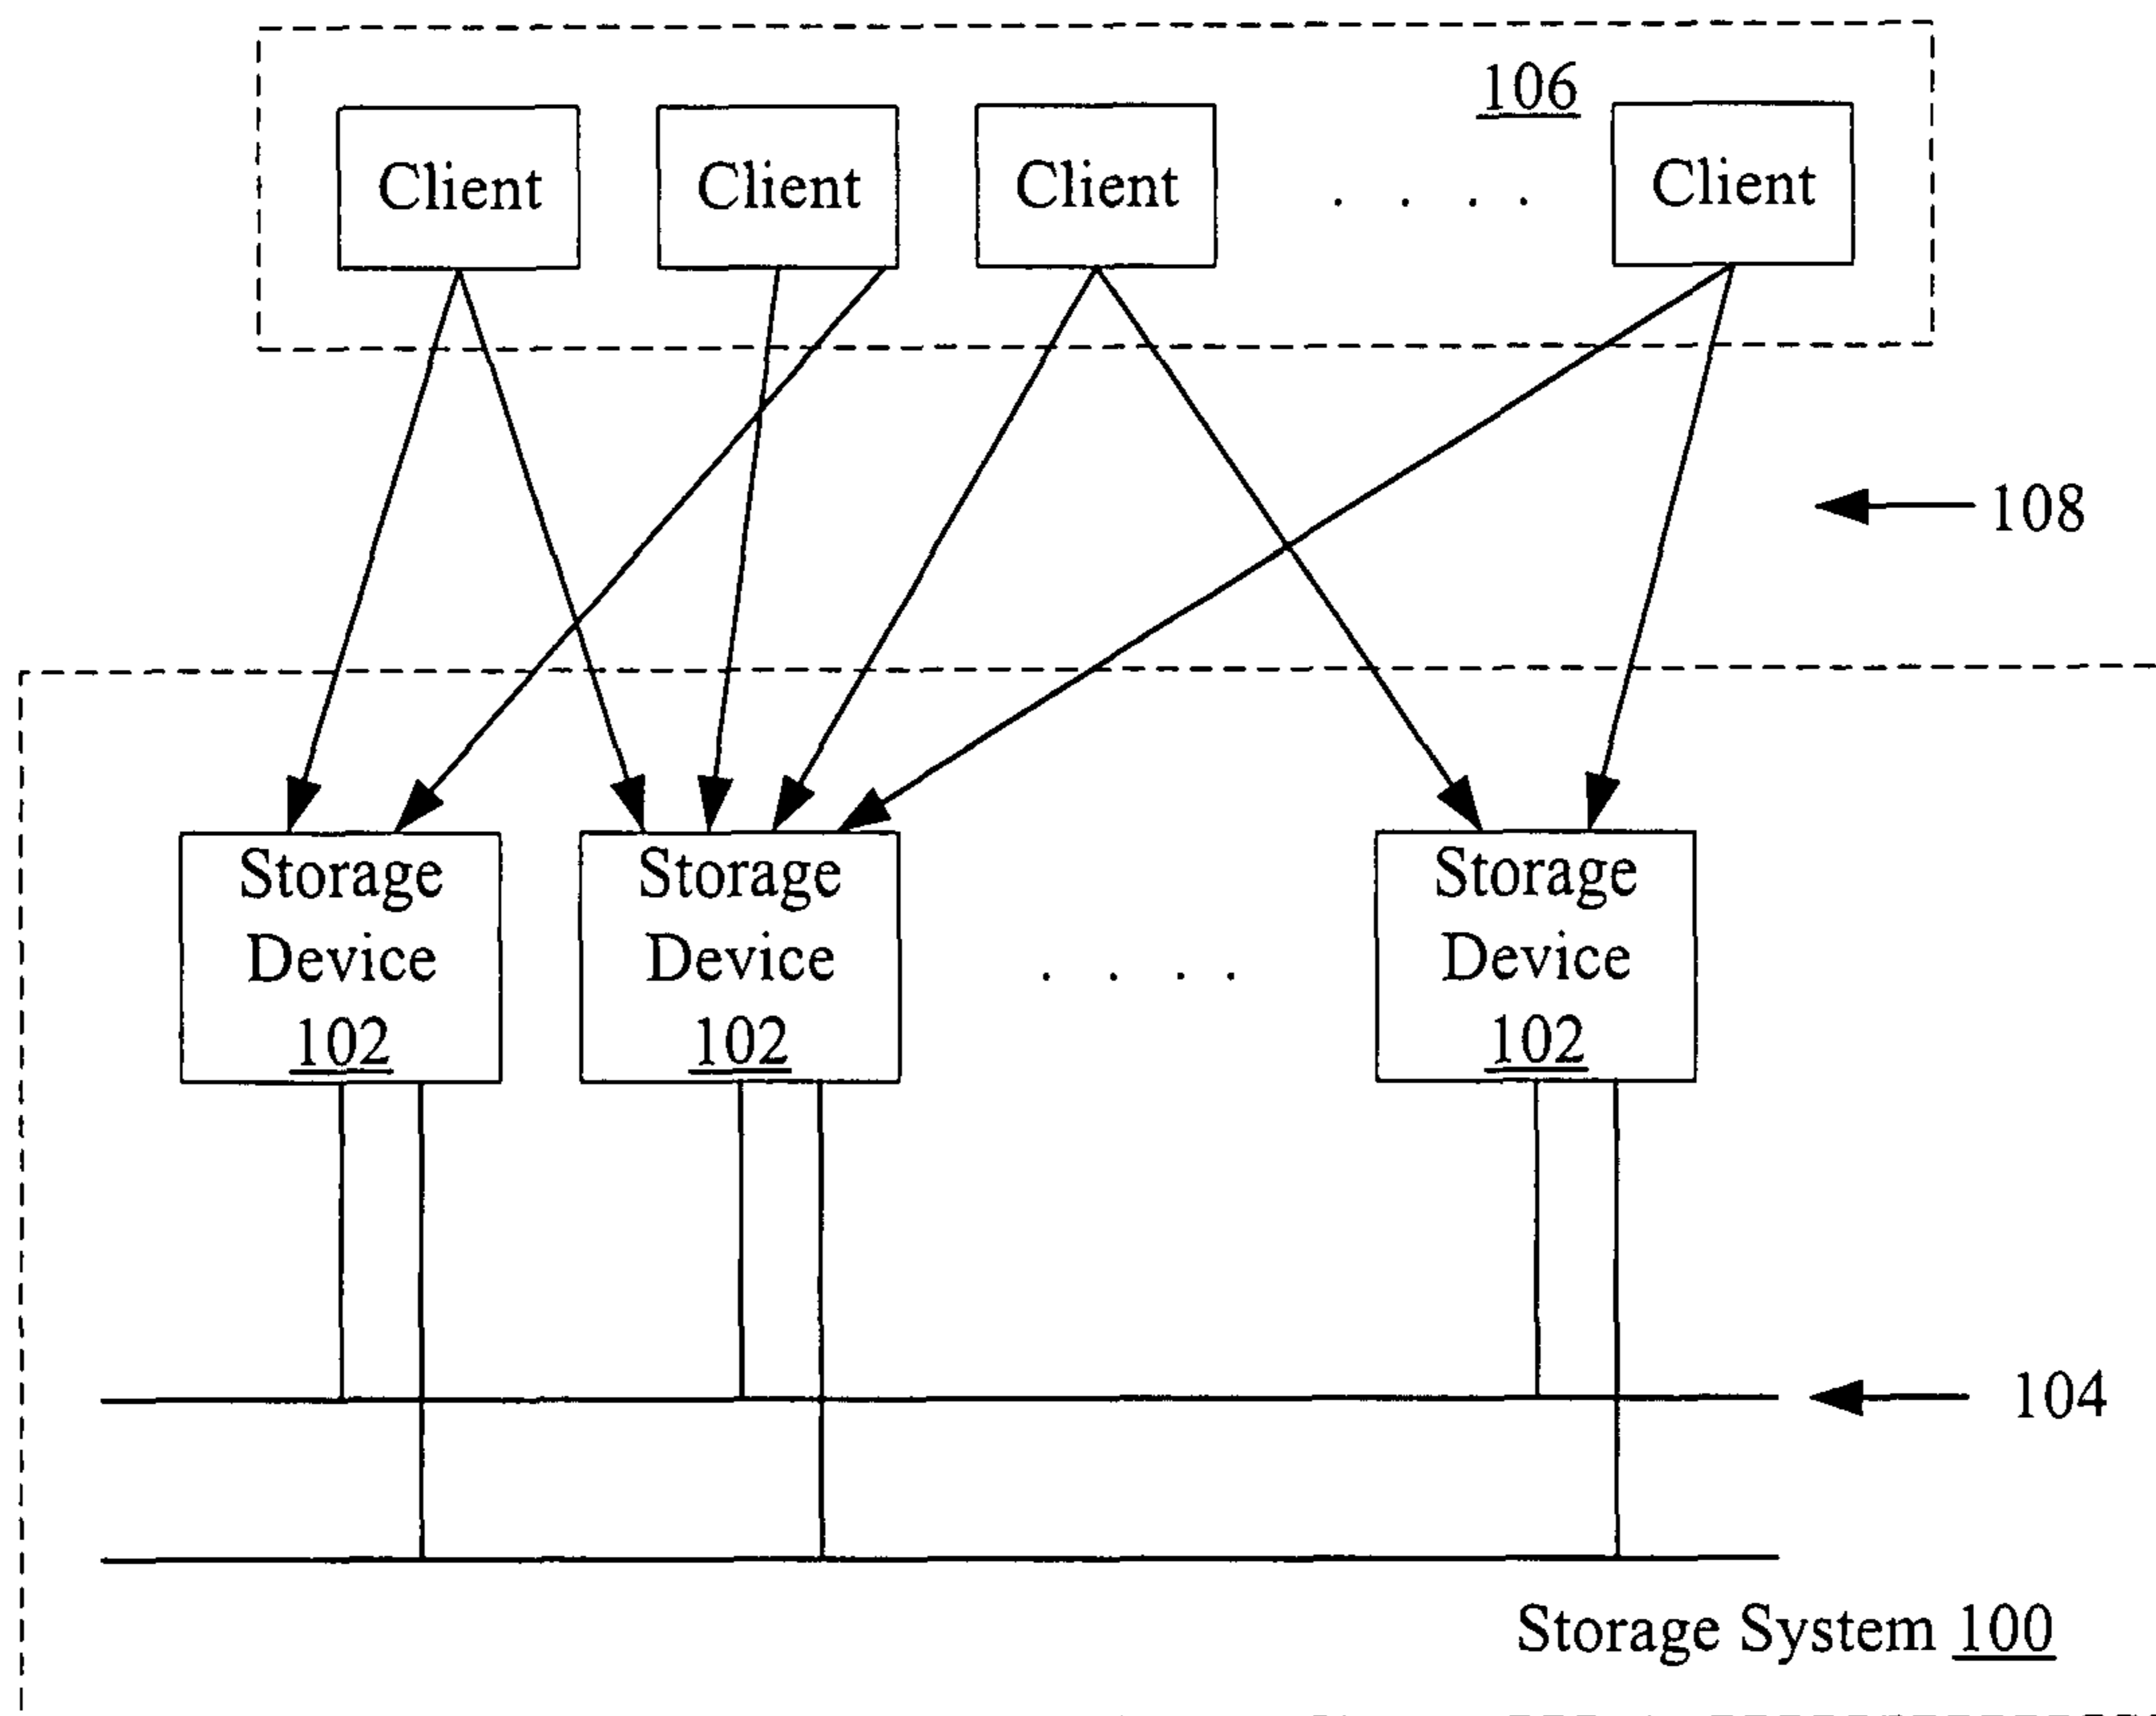 106
Client
Client
Client
. . . .
Client
108
Storage
Device
102
Storage
Device
102
. . . .
Storage
Device
102
104
Storage System 100